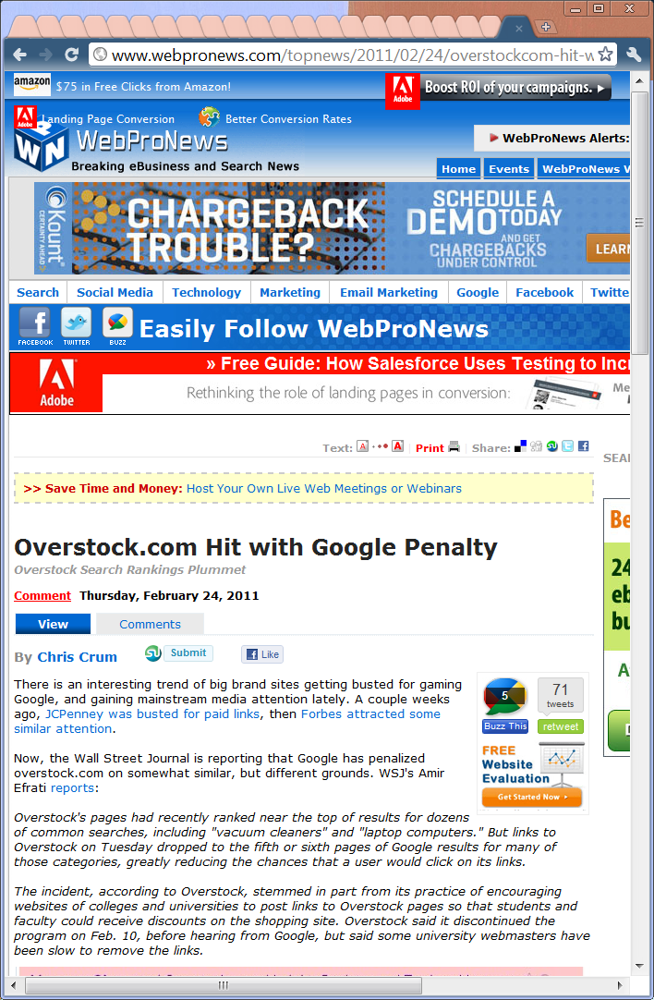 www.webpronews.com/topnews/2011/02/24/overstockcom-hit-w
amazon $75 in Free Clicks from Amazon!
Adobe Boost ROI of your campaigns.
Adobe Landing Page Conversion Better Conversion Rates
WRN WebProNews
Breaking eBusiness and Search News
WebProNews Alerts:
Home Events WebProNews V
Kount
CERTAINTY AHEAD
CHARGEBACK
TROUBLE?
SCHEDULE A
DEMO TODAY
AND GET
CHARGEBACKS
UNDER CONTROL
LEARN
Search Social Media Technology Marketing Email Marketing Google Facebook Twitte
FACEBOOK TWITTER BUZZ Easily Follow WebProNews
Adobe
» Free Guide: How Salesforce Uses Testing to Incr
Rethinking the role of landing pages in conversion:
Me
Text: A A | Print | Share:
SEA
>> Save Time and Money: Host Your Own Live Web Meetings or Webinars
Be
24
eb
bu
A
D
Overstock.com Hit with Google Penalty
Overstock Search Rankings Plummet
Comment Thursday, February 24, 2011
View Comments
By Chris Crum Submit Like
There is an interesting trend of big brand sites getting busted for gaming
Google, and gaining mainstream media attention lately. A couple weeks
ago, JCPenney was busted for paid links, then Forbes attracted some
similar attention.
5
Buzz This
71
tweets
retweet
FREE
Website
Evaluation
Get Started Now
Now, the Wall Street Journal is reporting that Google has penalized
overstock.com on somewhat similar, but different grounds. WSJ's Amir
Efrati reports:
Overstock's pages had recently ranked near the top of results for dozens
of common searches, including "vacuum cleaners" and "laptop computers." But links to
Overstock on Tuesday dropped to the fifth or sixth pages of Google results for many of
those categories, greatly reducing the chances that a user would click on its links.
The incident, according to Overstock, stemmed in part from its practice of encouraging
websites of colleges and universities to post links to Overstock pages so that students and
faculty could receive discounts on the shopping site. Overstock said it discontinued the
program on Feb. 10, before hearing from Google, but said some university webmasters have
been slow to remove the links.